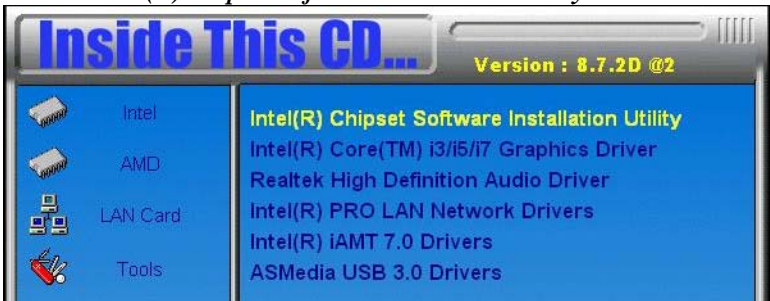 Inside This CD...
Version : 8.7.2D @2
Intel
AMD
LAN Card
Tools
Intel(R) Chipset Software Installation Utility
Intel(R) Core(TM) i3/i5/i7 Graphics Driver
Realtek High Definition Audio Driver
Intel(R) PRO LAN Network Drivers
Intel(R) iAMT 7.0 Drivers
ASMedia USB 3.0 Drivers